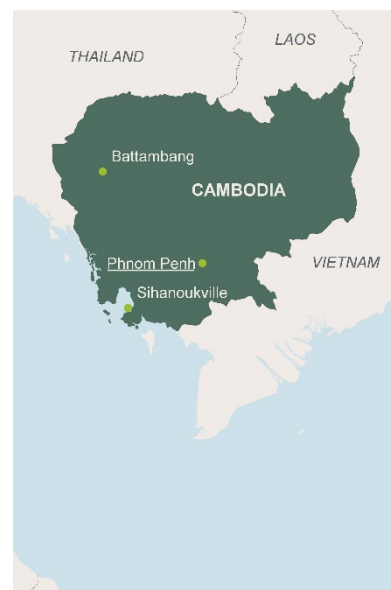 LAOS
THAILAND
Battambang
CAMBODIA
Phnom Penh
VIETNAM
Sihanoukville